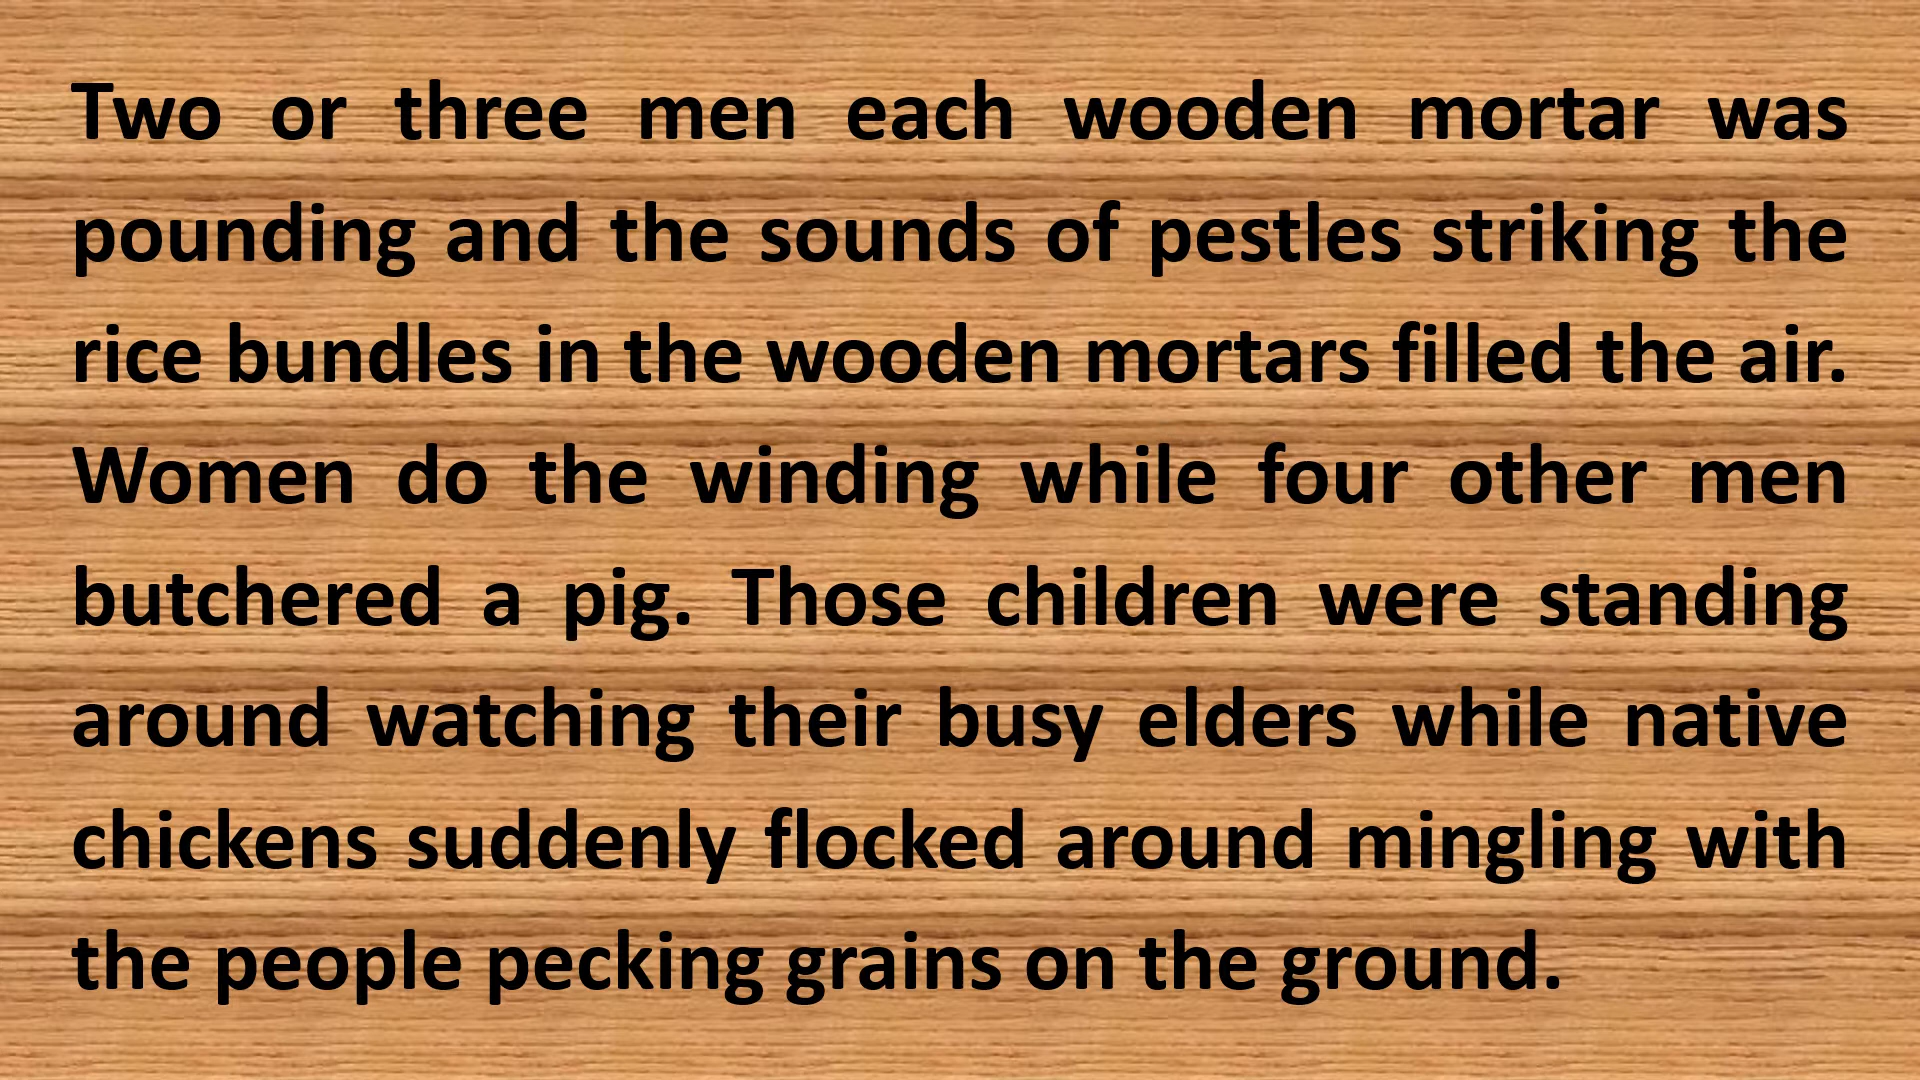 Two or three men each wooden mortar was
pounding and the sounds of pestles striking the
rice bundles in the wooden mortars filled the air.
Women do the winding while four other men
butchered a pig. Those children were standing
around watching their busy elders while native
chickens suddenly flocked around mingling with
the people pecking grains on the ground.